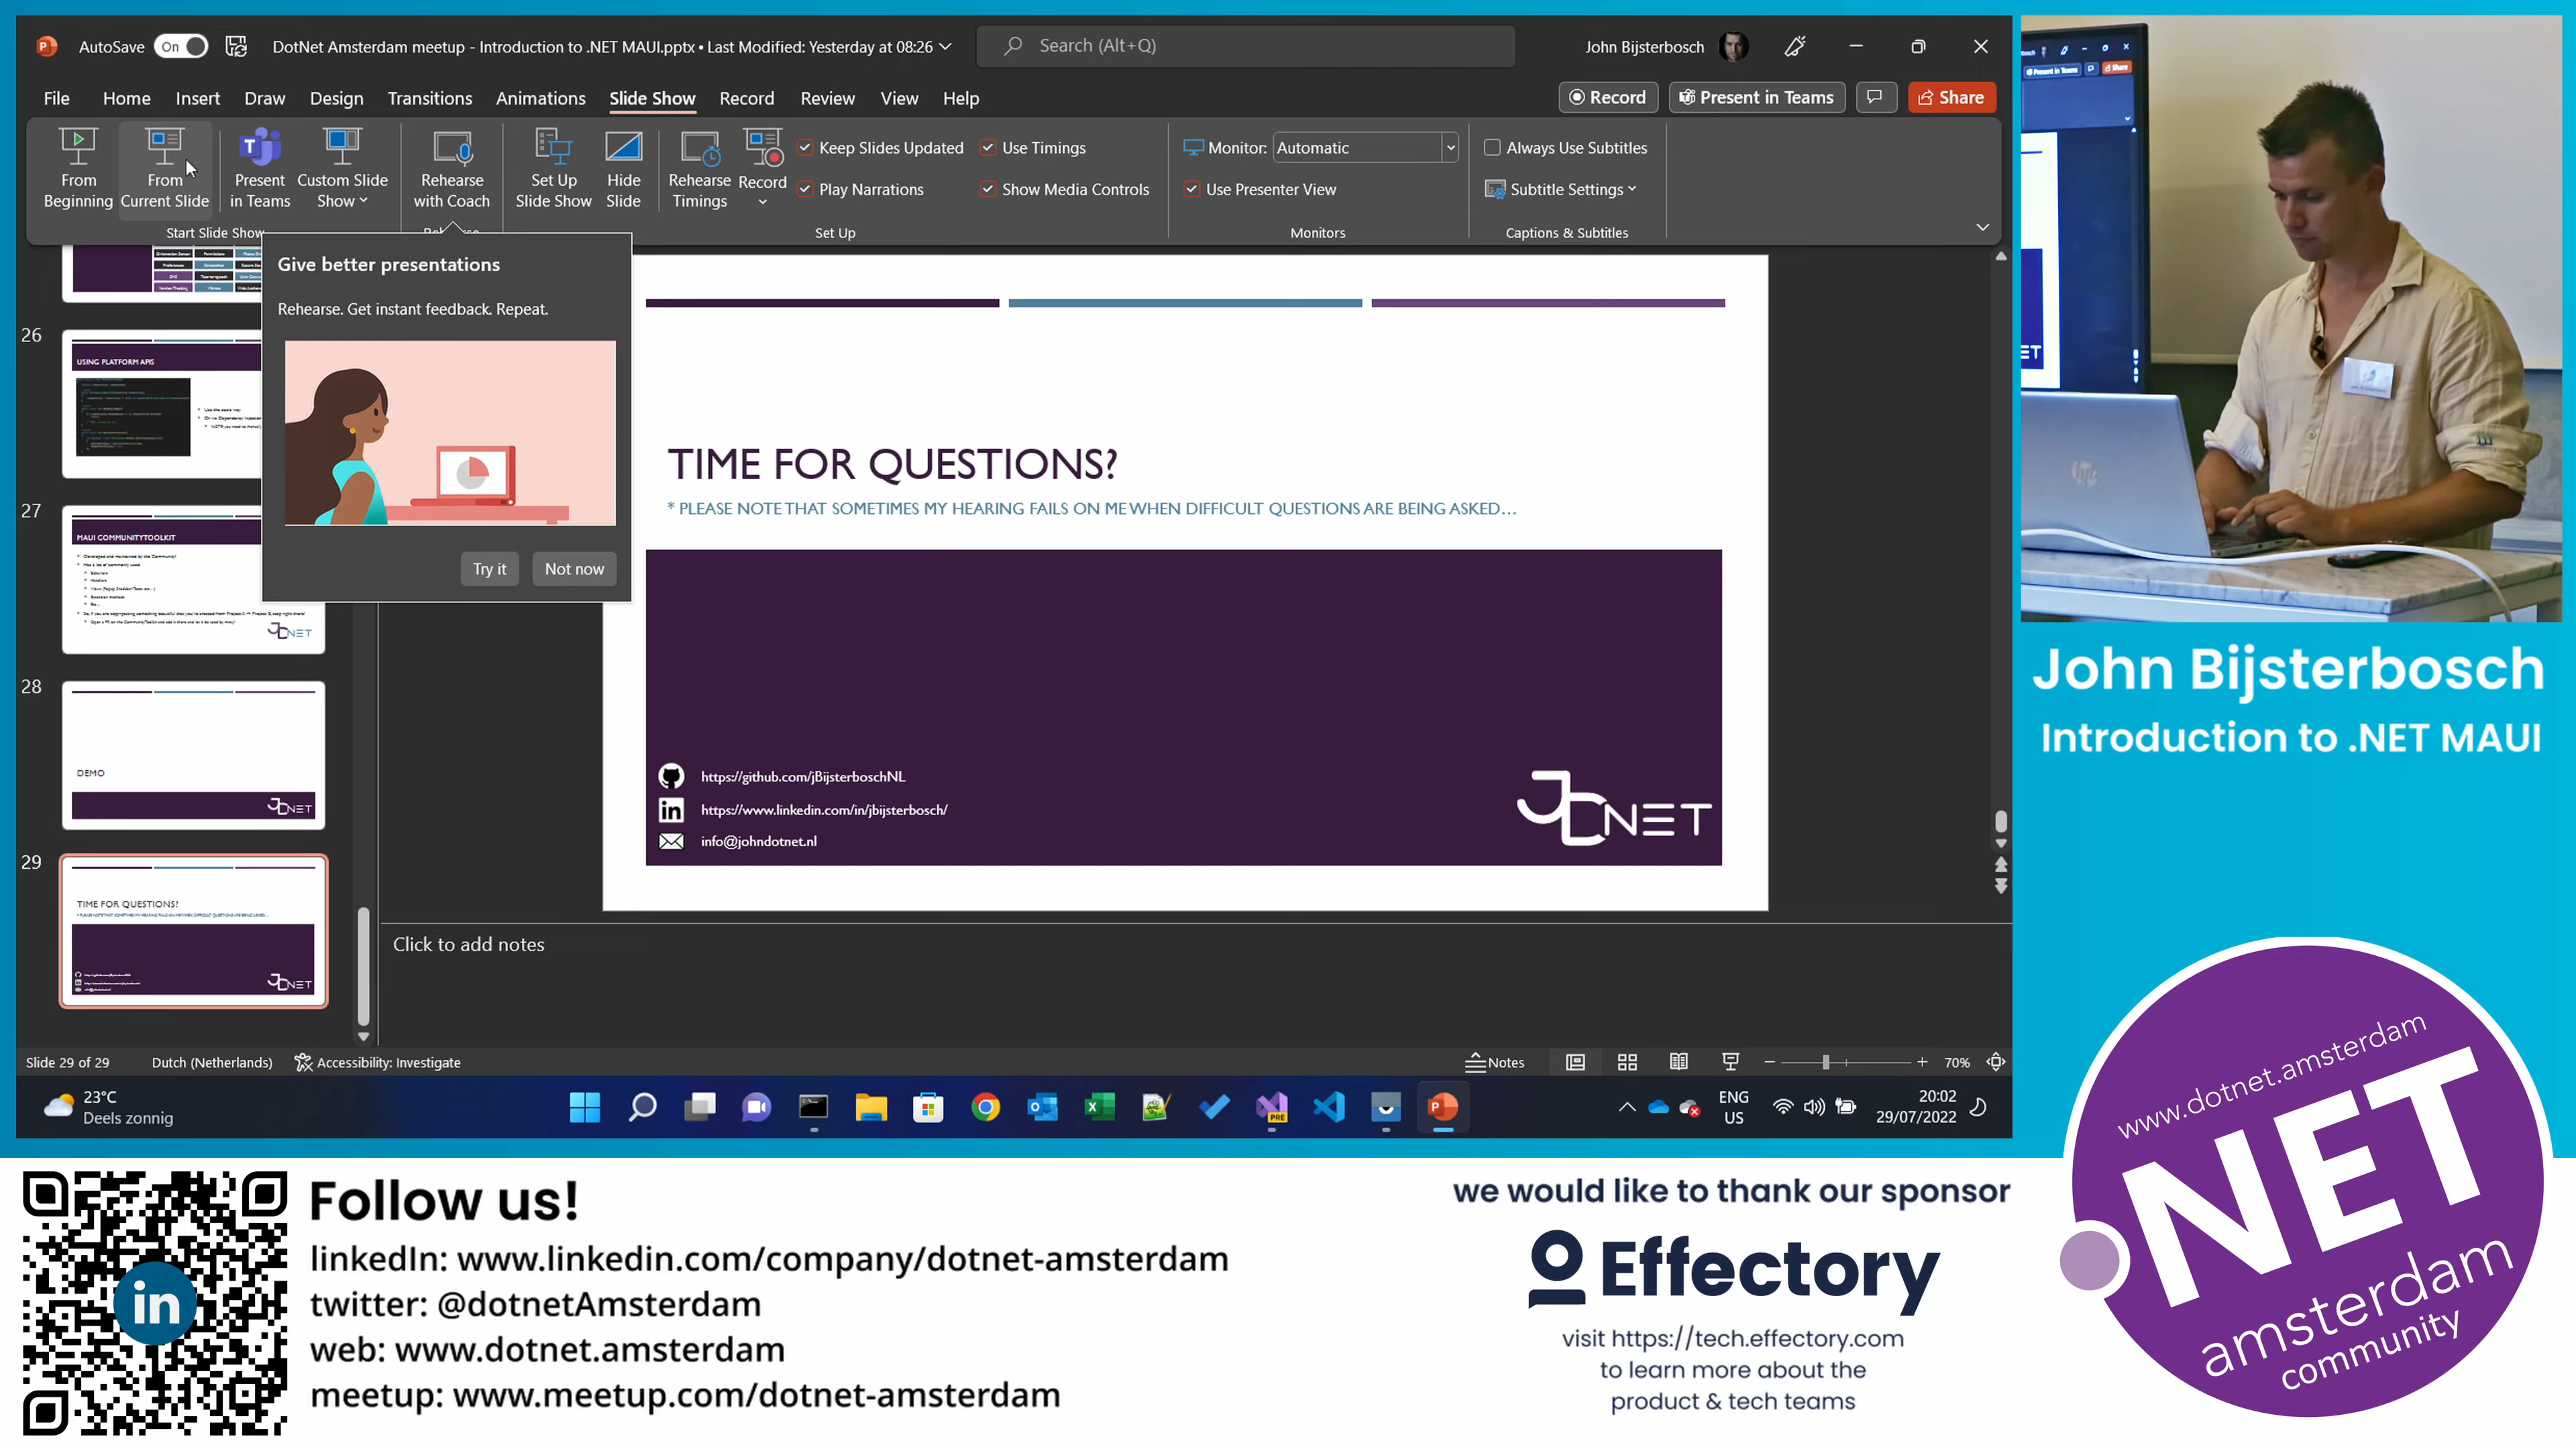 AutoSave On DotNet Amsterdam meetup - Introduction to .NET MAUI.pptx • Last Modified: Yesterday at 08:26
Search (Alt+Q)
John Bijsterbosch
File Home Insert Draw Design Transitions Animations Slide Show Record Review View Help
Record Present in Teams Share
From Beginning
From Current Slide
Present in Teams
Custom Slide Show
Rehearse with Coach
Set Up Slide Show
Hide Slide
Rehearse Timings
Record
Keep Slides Updated
Play Narrations
Use Timings
Show Media Controls
Monitor: Automatic
Use Presenter View
Always Use Subtitles
Subtitle Settings
Start Slide Show
Set Up
Monitors
Captions & Subtitles
Give better presentations
Rehearse. Get instant feedback. Repeat.
Try it
Not now
26
USING PLATFORM APIS
27
MAUI COMMUNITYTOOLKIT
JDNET
28
DEMO
JDNET
29
TIME FOR QUESTIONS?
JDNET
TIME FOR QUESTIONS?
* PLEASE NOTE THAT SOMETIMES MY HEARING FAILS ON ME WHEN DIFFICULT QUESTIONS ARE BEING ASKED...
https://github.com/jBijsterboschNL
https://www.linkedin.com/in/jbijsterbosch/
info@johndotnet.nl
JDNET
Click to add notes
Slide 29 of 29
Dutch (Netherlands)
Accessibility: Investigate
Notes
70%
23°C
Deels zonnig
PRE
ENG
US
20:02
29/07/2022
Present in Teams
Share
hp
John Bijsterbosch
Introduction to .NET MAUI
www.dotnet.amsterdam
.NET
amsterdam
community
in
Follow us!
linkedIn: www.linkedin.com/company/dotnet-amsterdam
twitter: @dotnetAmsterdam
web: www.dotnet.amsterdam
meetup: www.meetup.com/dotnet-amsterdam
we would like to thank our sponsor
Effectory
visit https://tech.effectory.com
to learn more about the
product & tech teams